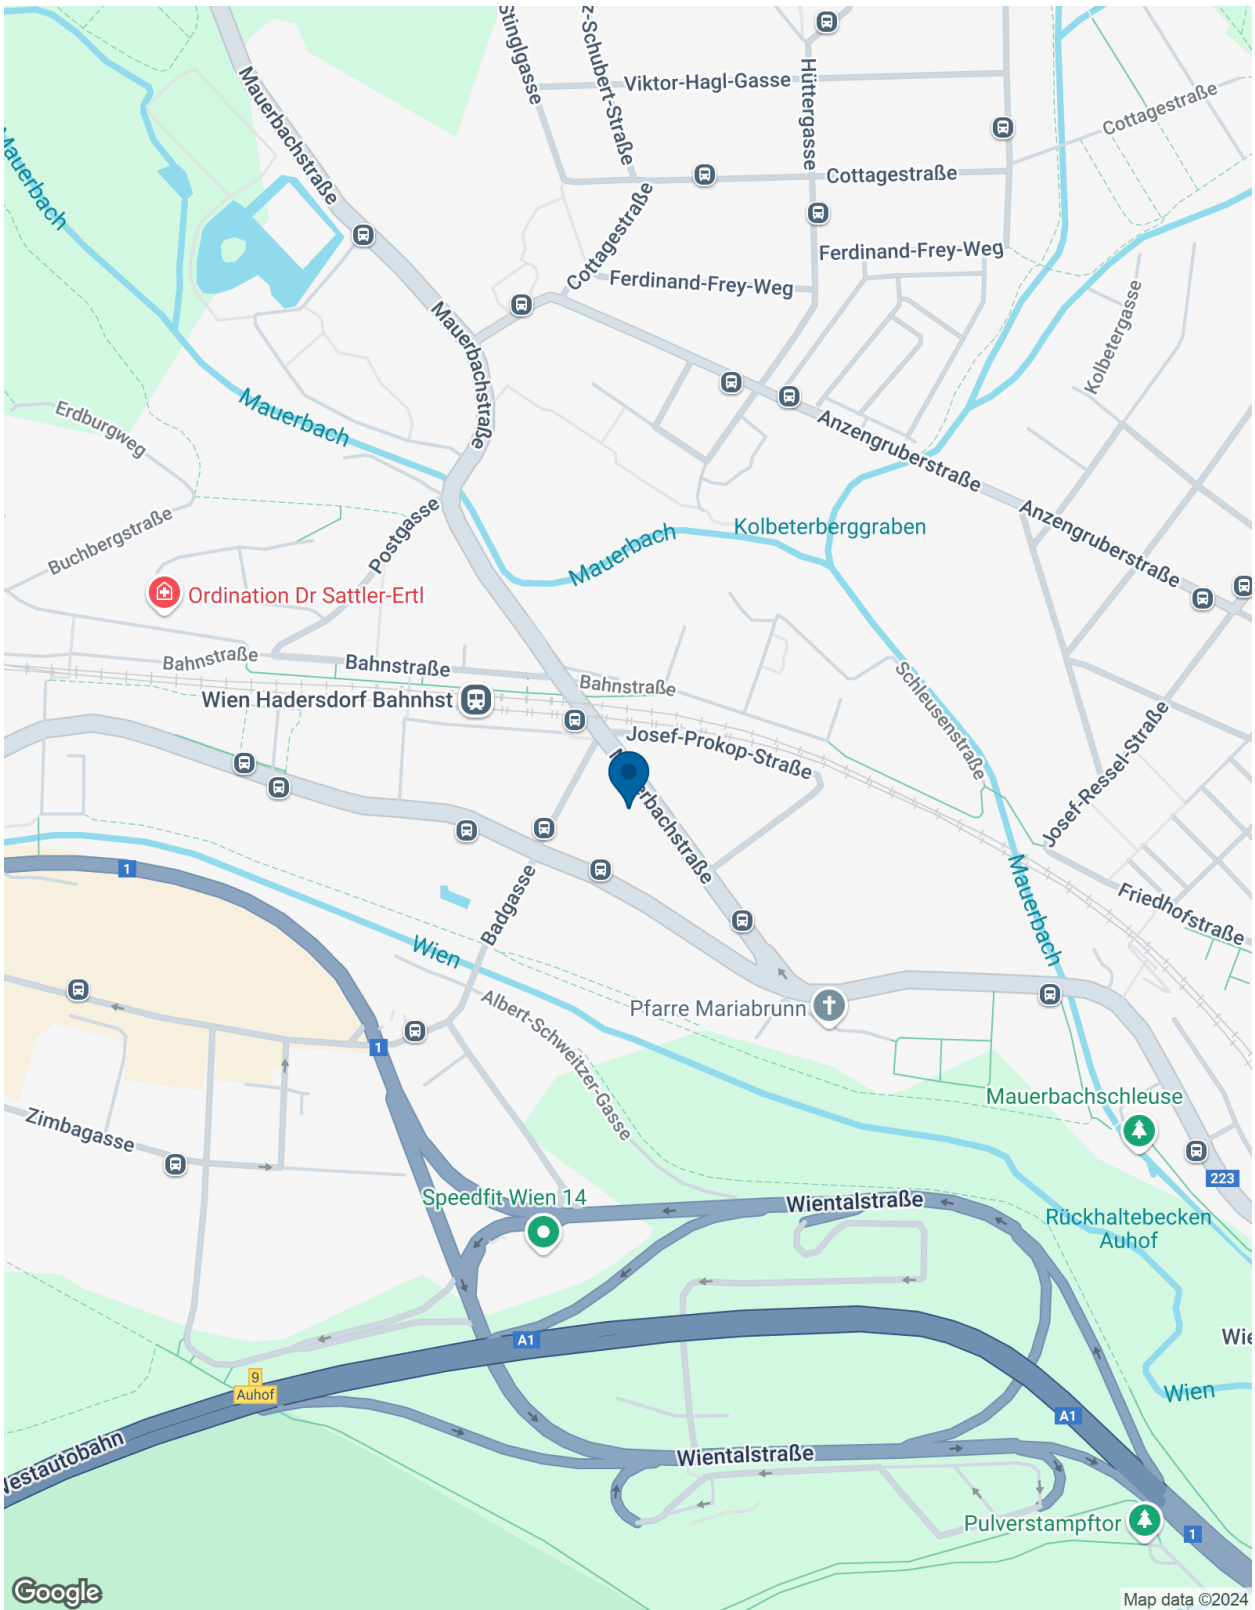 Stinglgasse
z-Schubert-Straße
Viktor-Hagl-Gasse
Hüttergasse
Cottagestraße
Mauerbachstraße
Mauerbach
Cottagestraße
Cottagestraße
Ferdinand-Frey-Weg
Ferdinand-Frey-Weg
Kolbetergasse
Mauerbachstraße
Mauerbach
Erdburgweg
Anzengruberstraße
Anzengruberstraße
Buchbergstraße
Postgasse
Mauerbach
Kolbeterberggraben
Ordination Dr Sattler-Ertl
Bahnstraße
Bahnstraße
Bahnstraße
Wien Hadersdorf Bahnhst
Schleusenstraße
Josef-Prokop-Straße
Josef-Ressel-Straße
erbachstraße
1
Mauerbach
Friedhofstraße
Badgasse
Wien
Albert-Schweitzer-Gasse
Pfarre Mariabrunn
1
Zimbagasse
Mauerbachschleuse
223
Speedfit Wien 14
Wientalstraße
Rückhaltebecken
Auhof
A1
Wie
9
Auhof
Wien
A1
Westautobahn
Wientalstraße
Pulverstampftor
1
Google
Map data ©2024